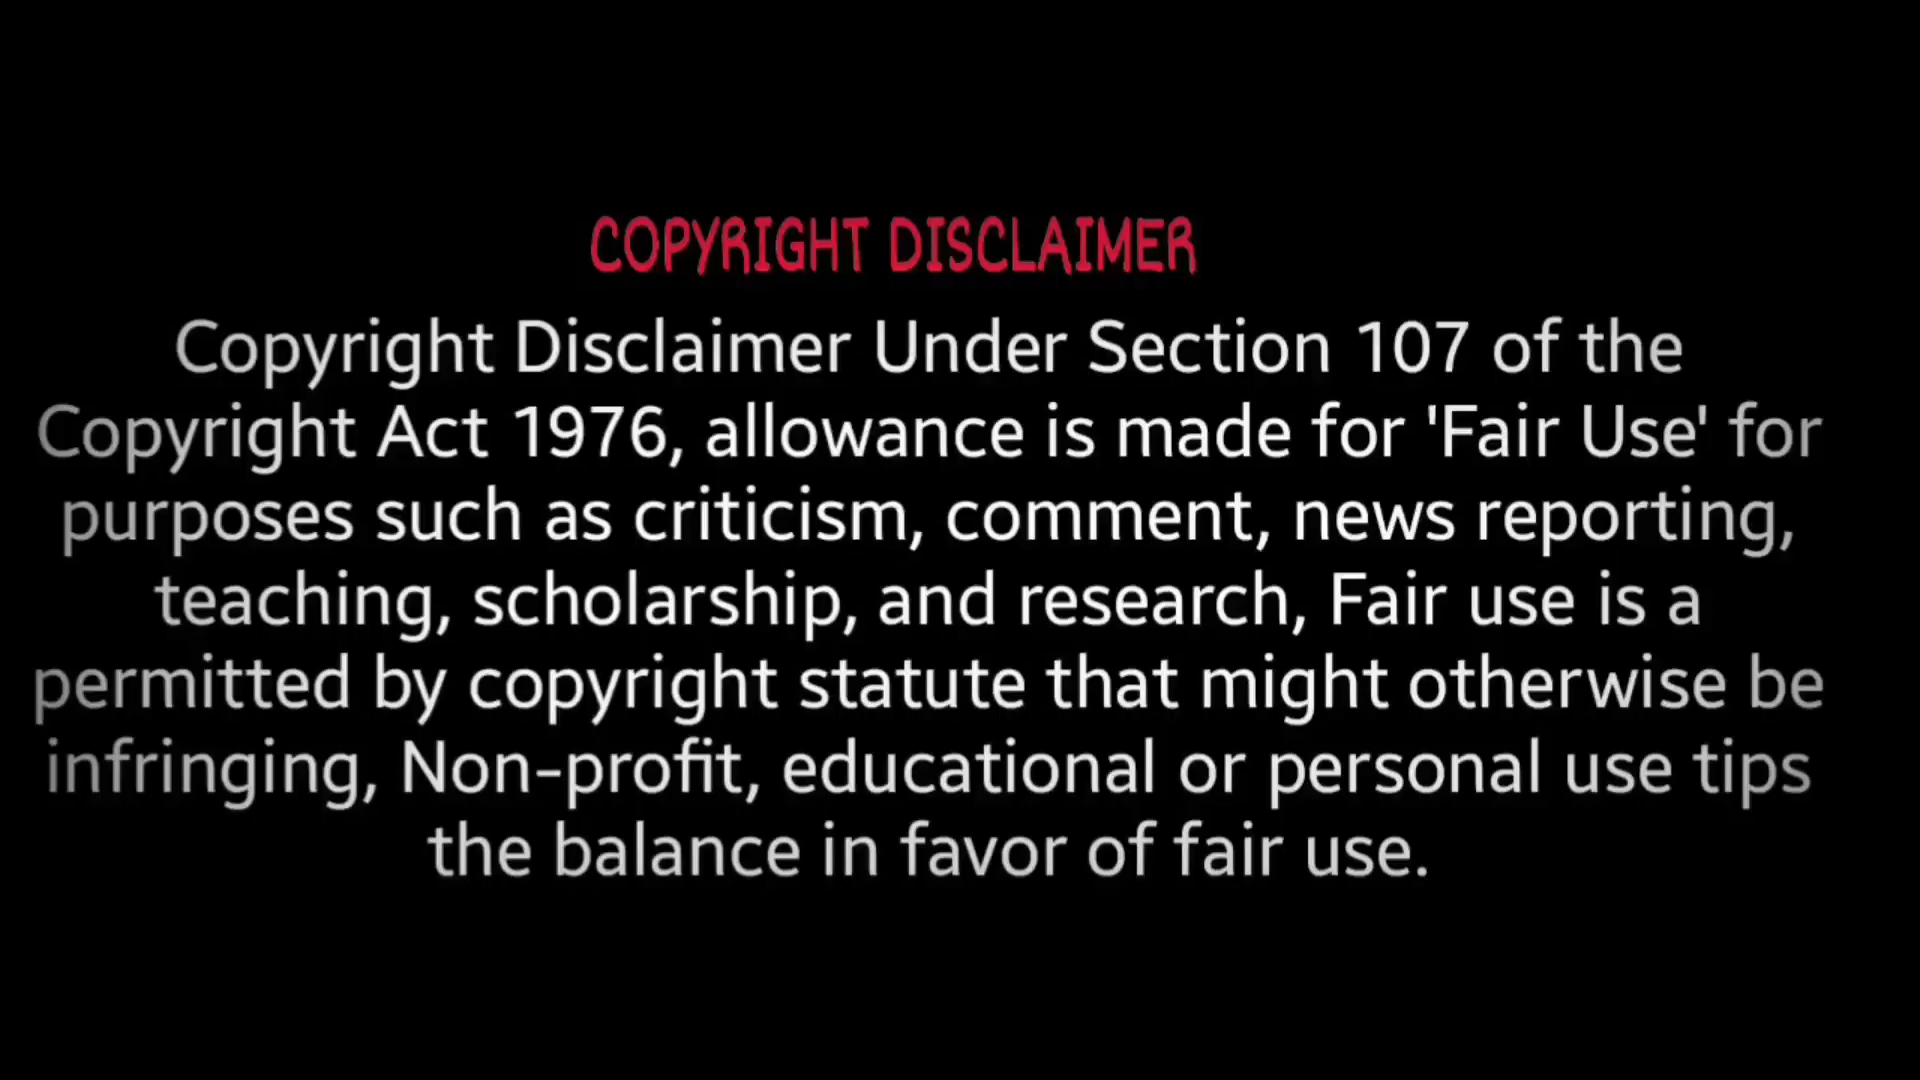 COPYRIGHT DISCLAIMER
Copyright Disclaimer Under Section 107 of the
Copyright Act 1976, allowance is made for 'Fair Use' for
purposes such as criticism, comment, news reporting,
teaching, scholarship, and research, Fair use is a
permitted by copyright statute that might otherwise be
infringing, Non-profit, educational or personal use tips
the balance in favor of fair use.